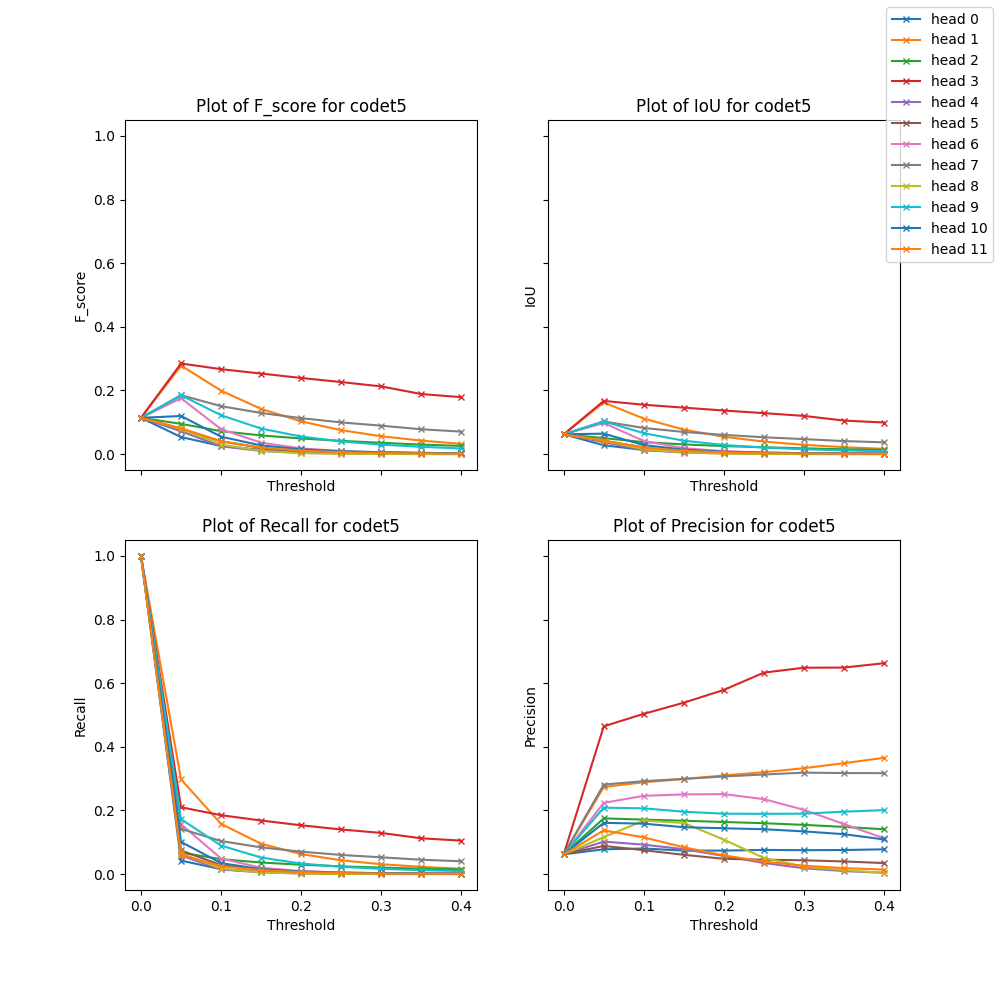 head 0
head 1
head 2
head 3
head 4
head 5
head 6
head 7
head 8
head 9
head 10
head 11
Plot of F_score for codet5
1.0
0.8
0.6
0.4
0.2
0.0
F_score
Threshold
Plot of IoU for codet5
IoU
Threshold
Plot of Recall for codet5
1.0
0.8
0.6
0.4
0.2
0.0
Recall
0.0 0.1 0.2 0.3 0.4
Threshold
Plot of Precision for codet5
Precision
0.0 0.1 0.2 0.3 0.4
Threshold